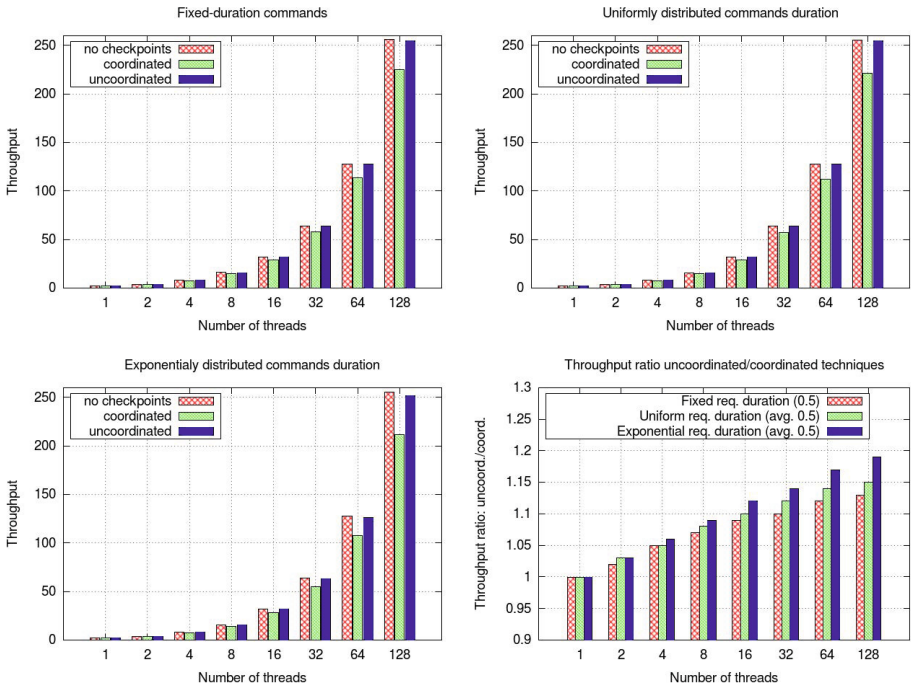 Fixed-duration commands
250
200
150
100
50
0
Throughput
no checkpoints
coordinated
uncoordinated
1 2 4 8 16 32 64 128
Number of threads
Uniformly distributed commands duration
250
200
150
100
50
0
Throughput
no checkpoints
coordinated
uncoordinated
1 2 4 8 16 32 64 128
Number of threads
Exponentialy distributed commands duration
250
200
150
100
50
0
Throughput
no checkpoints
coordinated
uncoordinated
1 2 4 8 16 32 64 128
Number of threads
Throughput ratio uncoordinated/coordinated techniques
1.3
1.25
1.2
1.15
1.1
1.05
1
0.95
0.9
Throughput ratio: uncoord./coord.
Fixed req. duration (0.5)
Uniform req. duration (avg. 0.5)
Exponential req. duration (avg. 0.5)
1 2 4 8 16 32 64 128
Number of threads